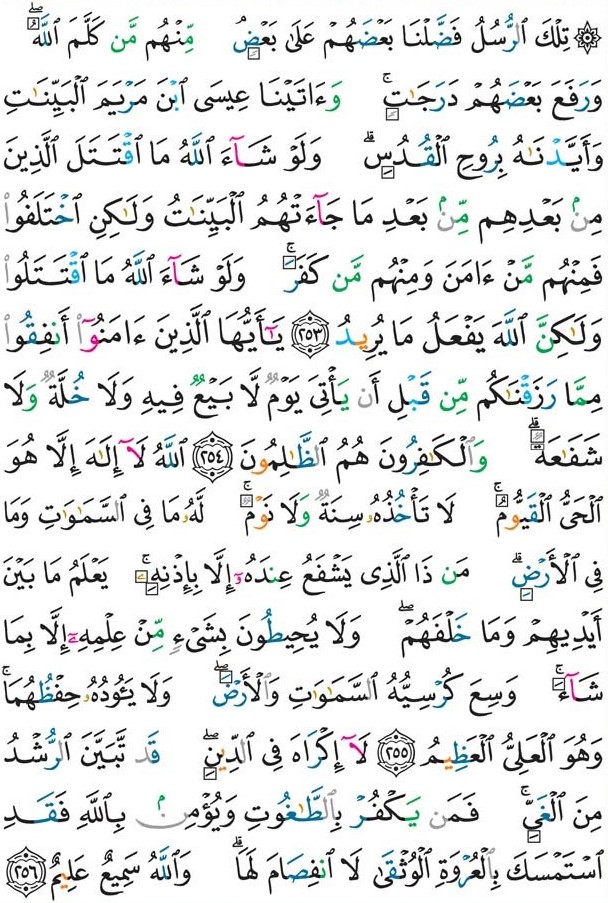 ۞ تِلْكَ ٱلرُّسُلُ فَضَّلْنَا بَعْضَهُمْ عَلَىٰ بَعْضٍۘ مِّنْهُم مَّن كَلَّمَ ٱللَّهُۖ
وَرَفَعَ بَعْضَهُمْ دَرَجَٰتٍۚ وَءَاتَيْنَا عِيسَى ٱبْنَ مَرْيَمَ ٱلْبَيِّنَٰتِ
وَأَيَّدْنَٰهُ بِرُوحِ ٱلْقُدُسِۗ وَلَوْ شَآءَ ٱللَّهُ مَا ٱقْتَتَلَ ٱلَّذِينَ
مِنۢ بَعْدِهِم مِّنۢ بَعْدِ مَا جَآءَتْهُمُ ٱلْبَيِّنَٰتُ وَلَٰكِنِ ٱخْتَلَفُوا۟
فَمِنْهُم مَّنْ ءَامَنَ وَمِنْهُم مَّن كَفَرَۚ وَلَوْ شَآءَ ٱللَّهُ مَا ٱقْتَتَلُوا۟
وَلَٰكِنَّ ٱللَّهَ يَفْعَلُ مَا يُرِيدُ ٢٥٣ يَٰٓأَيُّهَا ٱلَّذِينَ ءَامَنُوٓا۟ أَنفِقُوا۟
مِمَّا رَزَقْنَٰكُم مِّن قَبْلِ أَن يَأْتِىَ يَوْمٌ لَّا بَيْعٌ فِيهِ وَلَا خُلَّةٌ وَلَا
شَفَٰعَةٌۗ وَٱلْكَٰفِرُونَ هُمُ ٱلظَّٰلِمُونَ ٢٥٤ ٱللَّهُ لَآ إِلَٰهَ إِلَّا هُوَ
ٱلْحَىُّ ٱلْقَيُّومُۚ لَا تَأْخُذُهُۥ سِنَةٌ وَلَا نَوْمٌۚ لَّهُۥ مَا فِى ٱلسَّمَٰوَٰتِ وَمَا
فِى ٱلْأَرْضِۗ مَن ذَا ٱلَّذِى يَشْفَعُ عِندَهُۥٓ إِلَّا بِإِذْنِهِۦۚ يَعْلَمُ مَا بَيْنَ
أَيْدِيهِمْ وَمَا خَلْفَهُمْۖ وَلَا يُحِيطُونَ بِشَىْءٍ مِّنْ عِلْمِهِۦٓ إِلَّا بِمَا
شَآءَۚ وَسِعَ كُرْسِيُّهُ ٱلسَّمَٰوَٰتِ وَٱلْأَرْضَۖ وَلَا يَـُٔودُهُۥ حِفْظُهُمَاۚ
وَهُوَ ٱلْعَلِىُّ ٱلْعَظِيمُ ٢٥٥ لَآ إِكْرَاهَ فِى ٱلدِّينِۖ قَد تَّبَيَّنَ ٱلرُّشْدُ
مِنَ ٱلْغَىِّۚ فَمَن يَكْفُرْ بِٱلطَّٰغُوتِ وَيُؤْمِنۢ بِٱللَّهِ فَقَدِ
ٱسْتَمْسَكَ بِٱلْعُرْوَةِ ٱلْوُثْقَىٰ لَا ٱنفِصَامَ لَهَاۗ وَٱللَّهُ سَمِيعٌ عَلِيمٌ ٢٥٦